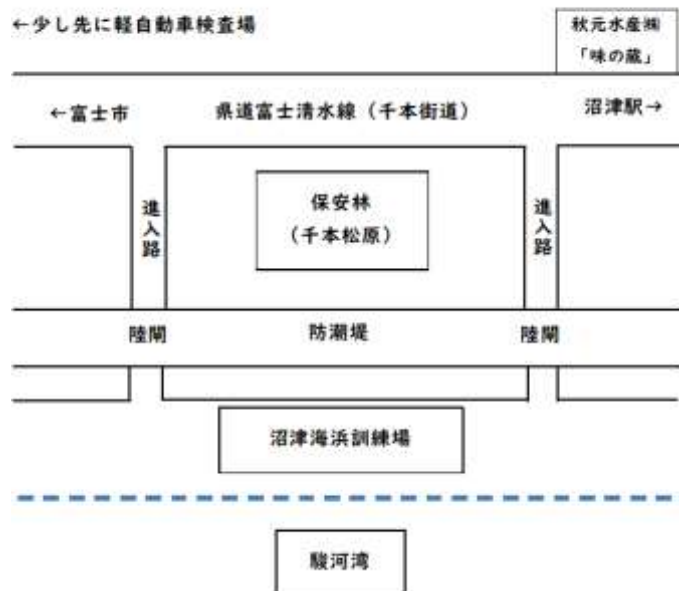 ←少し先に軽自動車検査場
秋元水産㈱
「味の蔵」
←富士市
県道富士清水線（千本街道）
沼津駅→
進入路
保安林
（千本松原）
進入路
陸閘
防潮堤
陸閘
沼津海浜訓練場
駿河湾